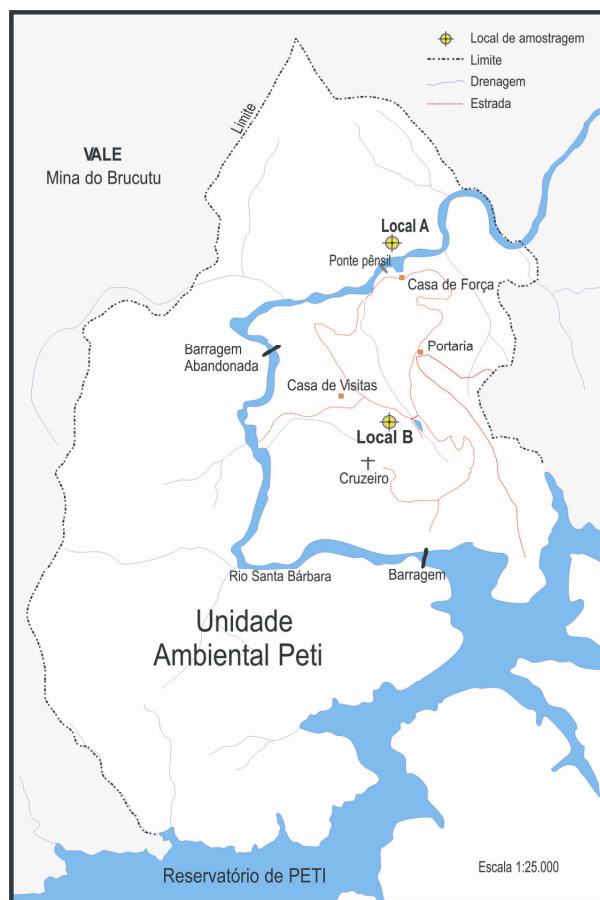 Local de amostragem
Limite
Drenagem
Estrada
Limite
VALE
Mina do Brucutu
Local A
Ponte pênsil
Casa de Força
Portaria
Barragem
Abandonada
Casa de Visitas
Local B
Cruzeiro
Rio Santa Bárbara
Barragem
Unidade
Ambiental Peti
Reservatório de PETI
Escala 1:25.000